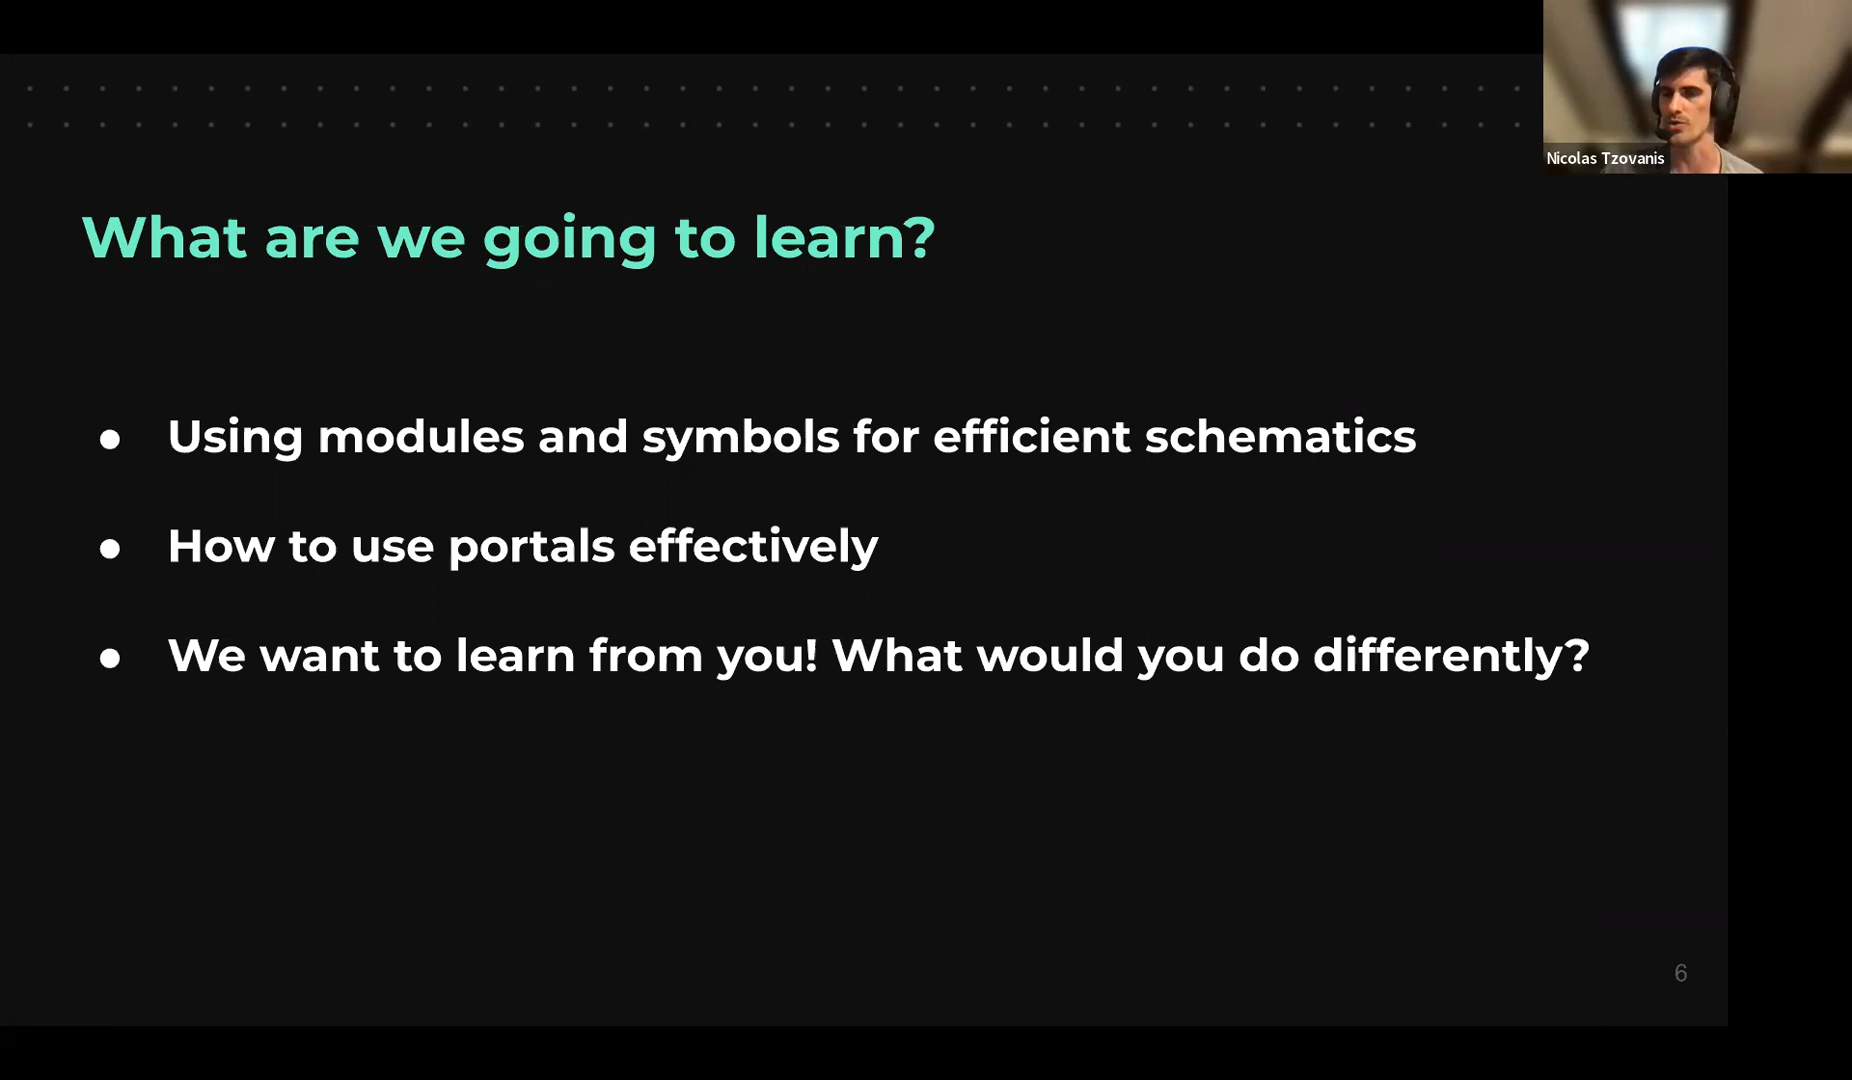 Nicolas Tzovanis
What are we going to learn?
● Using modules and symbols for efficient schematics
● How to use portals effectively
● We want to learn from you! What would you do differently?
6